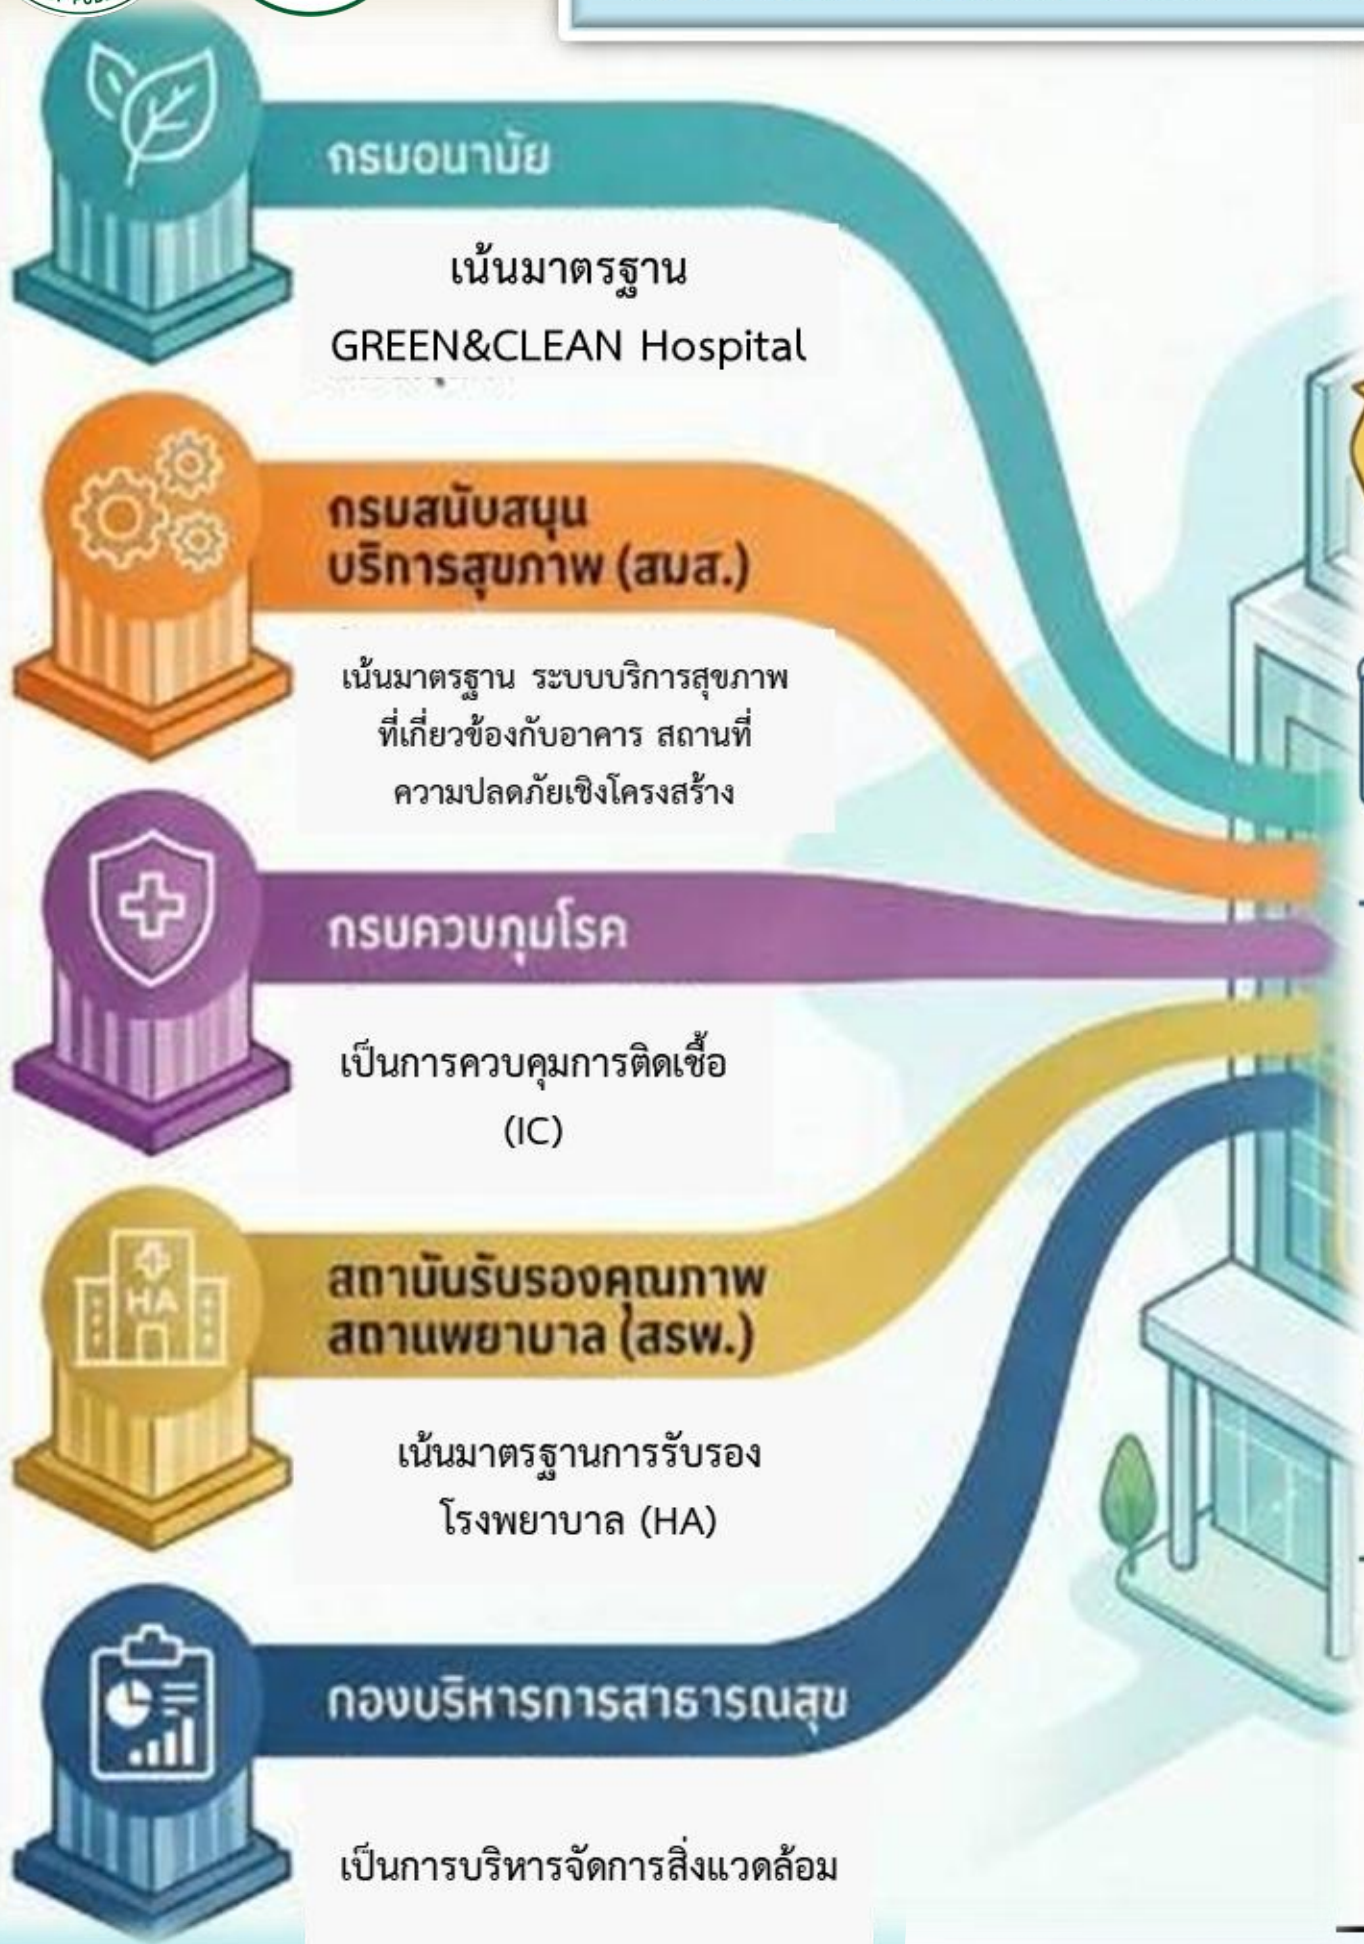 กรมอนามัย
เน้นมาตรฐาน
GREEN&CLEAN Hospital
กรมสนับสนุน
บริการสุขภาพ (สบส.)
เน้นมาตรฐาน ระบบบริการสุขภาพ
ที่เกี่ยวข้องกับอาคาร สถานที่
ความปลดภัยเชิงโครงสร้าง
กรบควบกุมโรค
เป็นการควบคุมการติดเชื้อ
(IC)
HA
สถาบันรับรองคุณภาพ
สถานพยาบาล (สรพ.)
เน้นมาตรฐานการรับรอง
โรงพยาบาล (HA)
กองบริหารการสาธารณสุข
เป็นการบริหารจัดการสิ่งแวดล้อม